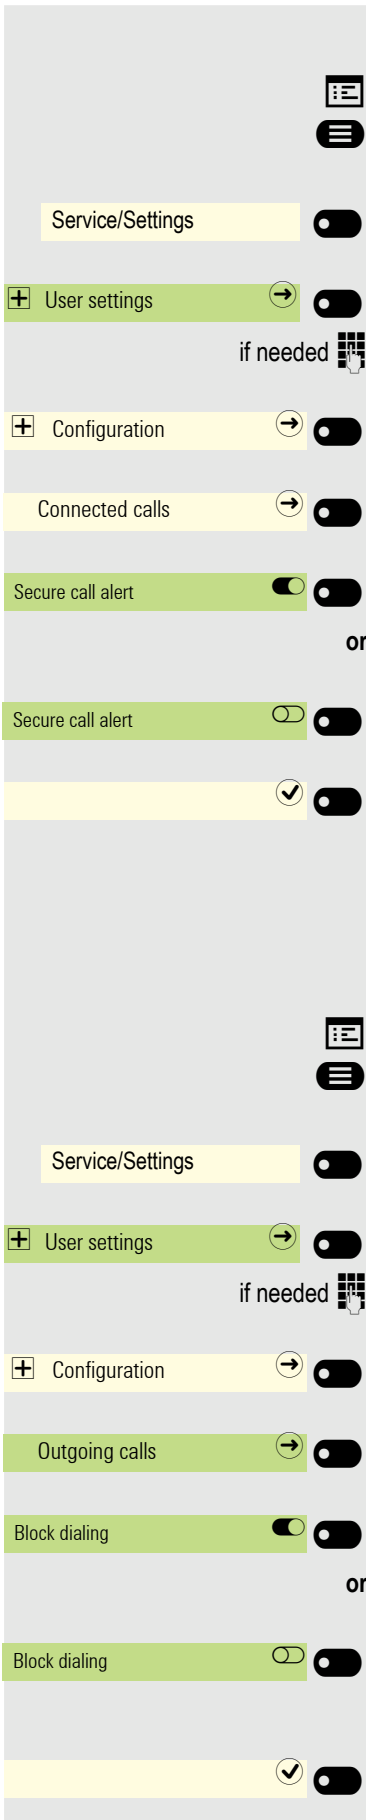 Service/Settings
User settings
if needed
Configuration
Connected calls
Secure call alert
or
Secure call alert
Service/Settings
User settings
if needed
Configuration
Outgoing calls
Block dialing
or
Block dialing